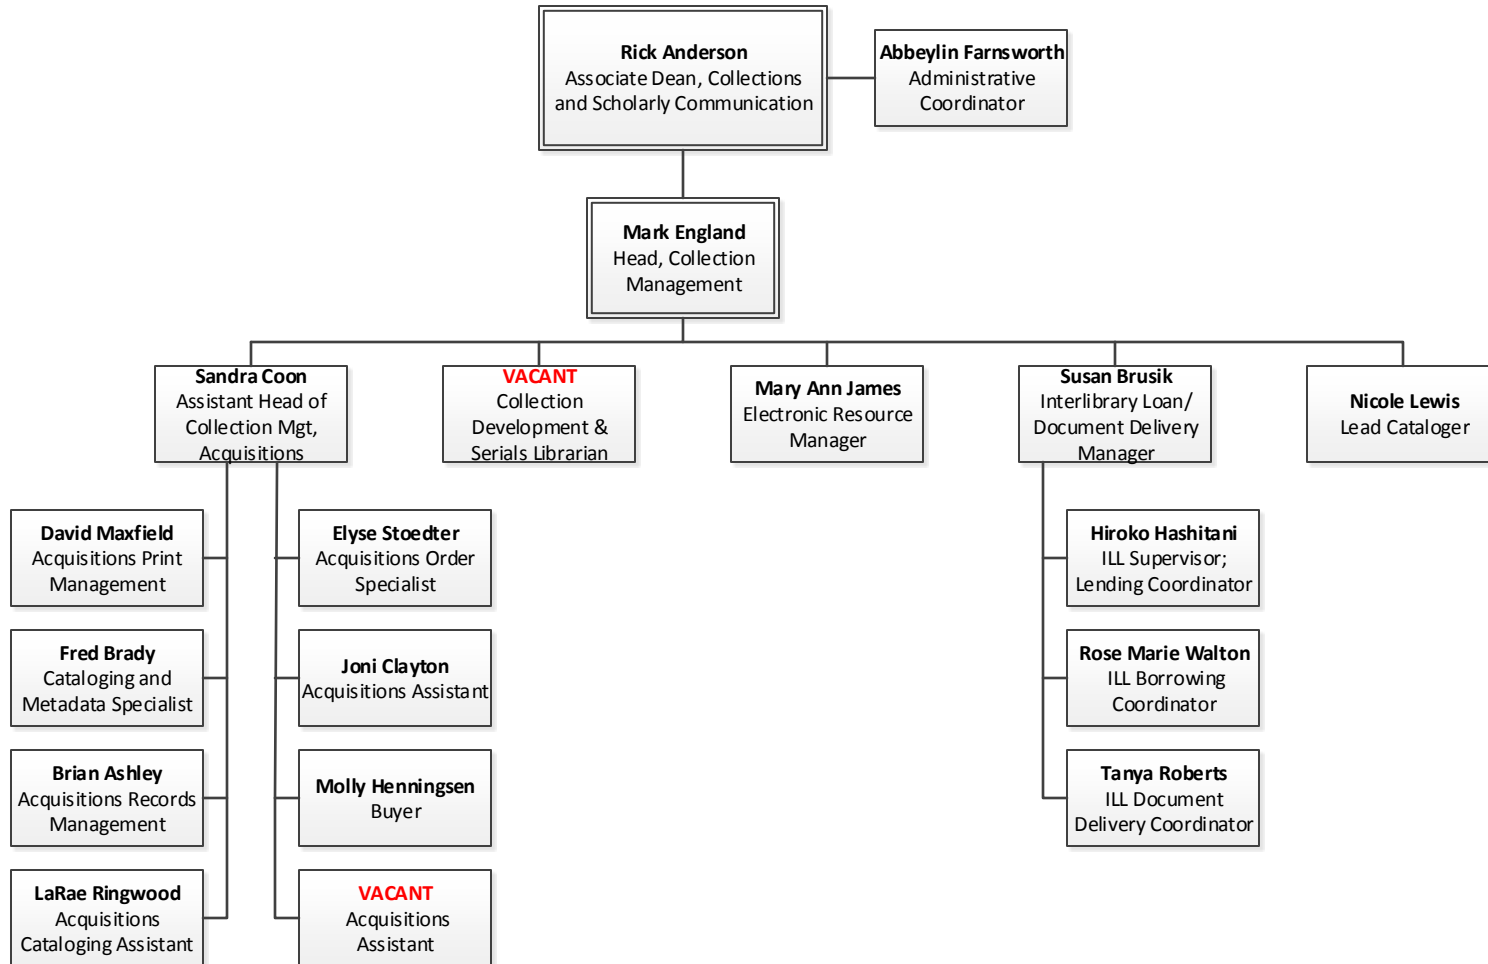 Rick Anderson
Associate Dean, Collections
and Scholarly Communication
Abbeylin Farnsworth
Administrative
Coordinator
Mark England
Head, Collection
Management
Sandra Coon
Assistant Head of
Collection Mgt,
Acquisitions
VACANT
Collection
Development &
Serials Librarian
Mary Ann James
Electronic Resource
Manager
Susan Brusik
Interlibrary Loan/
Document Delivery
Manager
Nicole Lewis
Lead Cataloger
David Maxfield
Acquisitions Print
Management
Elyse Stoedter
Acquisitions Order
Specialist
Hiroko Hashitani
ILL Supervisor;
Lending Coordinator
Fred Brady
Cataloging and
Metadata Specialist
Joni Clayton
Acquisitions Assistant
Rose Marie Walton
ILL Borrowing
Coordinator
Brian Ashley
Acquisitions Records
Management
Molly Henningsen
Buyer
Tanya Roberts
ILL Document
Delivery Coordinator
LaRae Ringwood
Acquisitions
Cataloging Assistant
VACANT
Acquisitions
Assistant